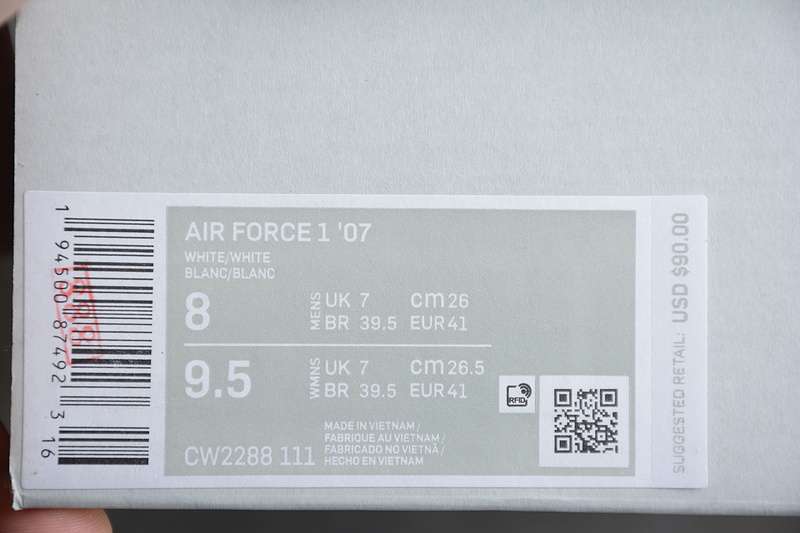 AIR FORCE 1 '07
WHITE/WHITE
BLANC/BLANC
8
MENS
UK 7 cm 26
BR 39.5 EUR 41
9.5
WMNS
UK 7 cm 26.5
BR 39.5 EUR 41
RFID
CW2288 111
MADE IN VIETNAM /
FABRIQUE AU VIETNAM /
FABRICADO NO VIETNÃ /
HECHO EN VIETNAM
1 94500 87492 3 16
SUGGESTED RETAIL: USD $90.00